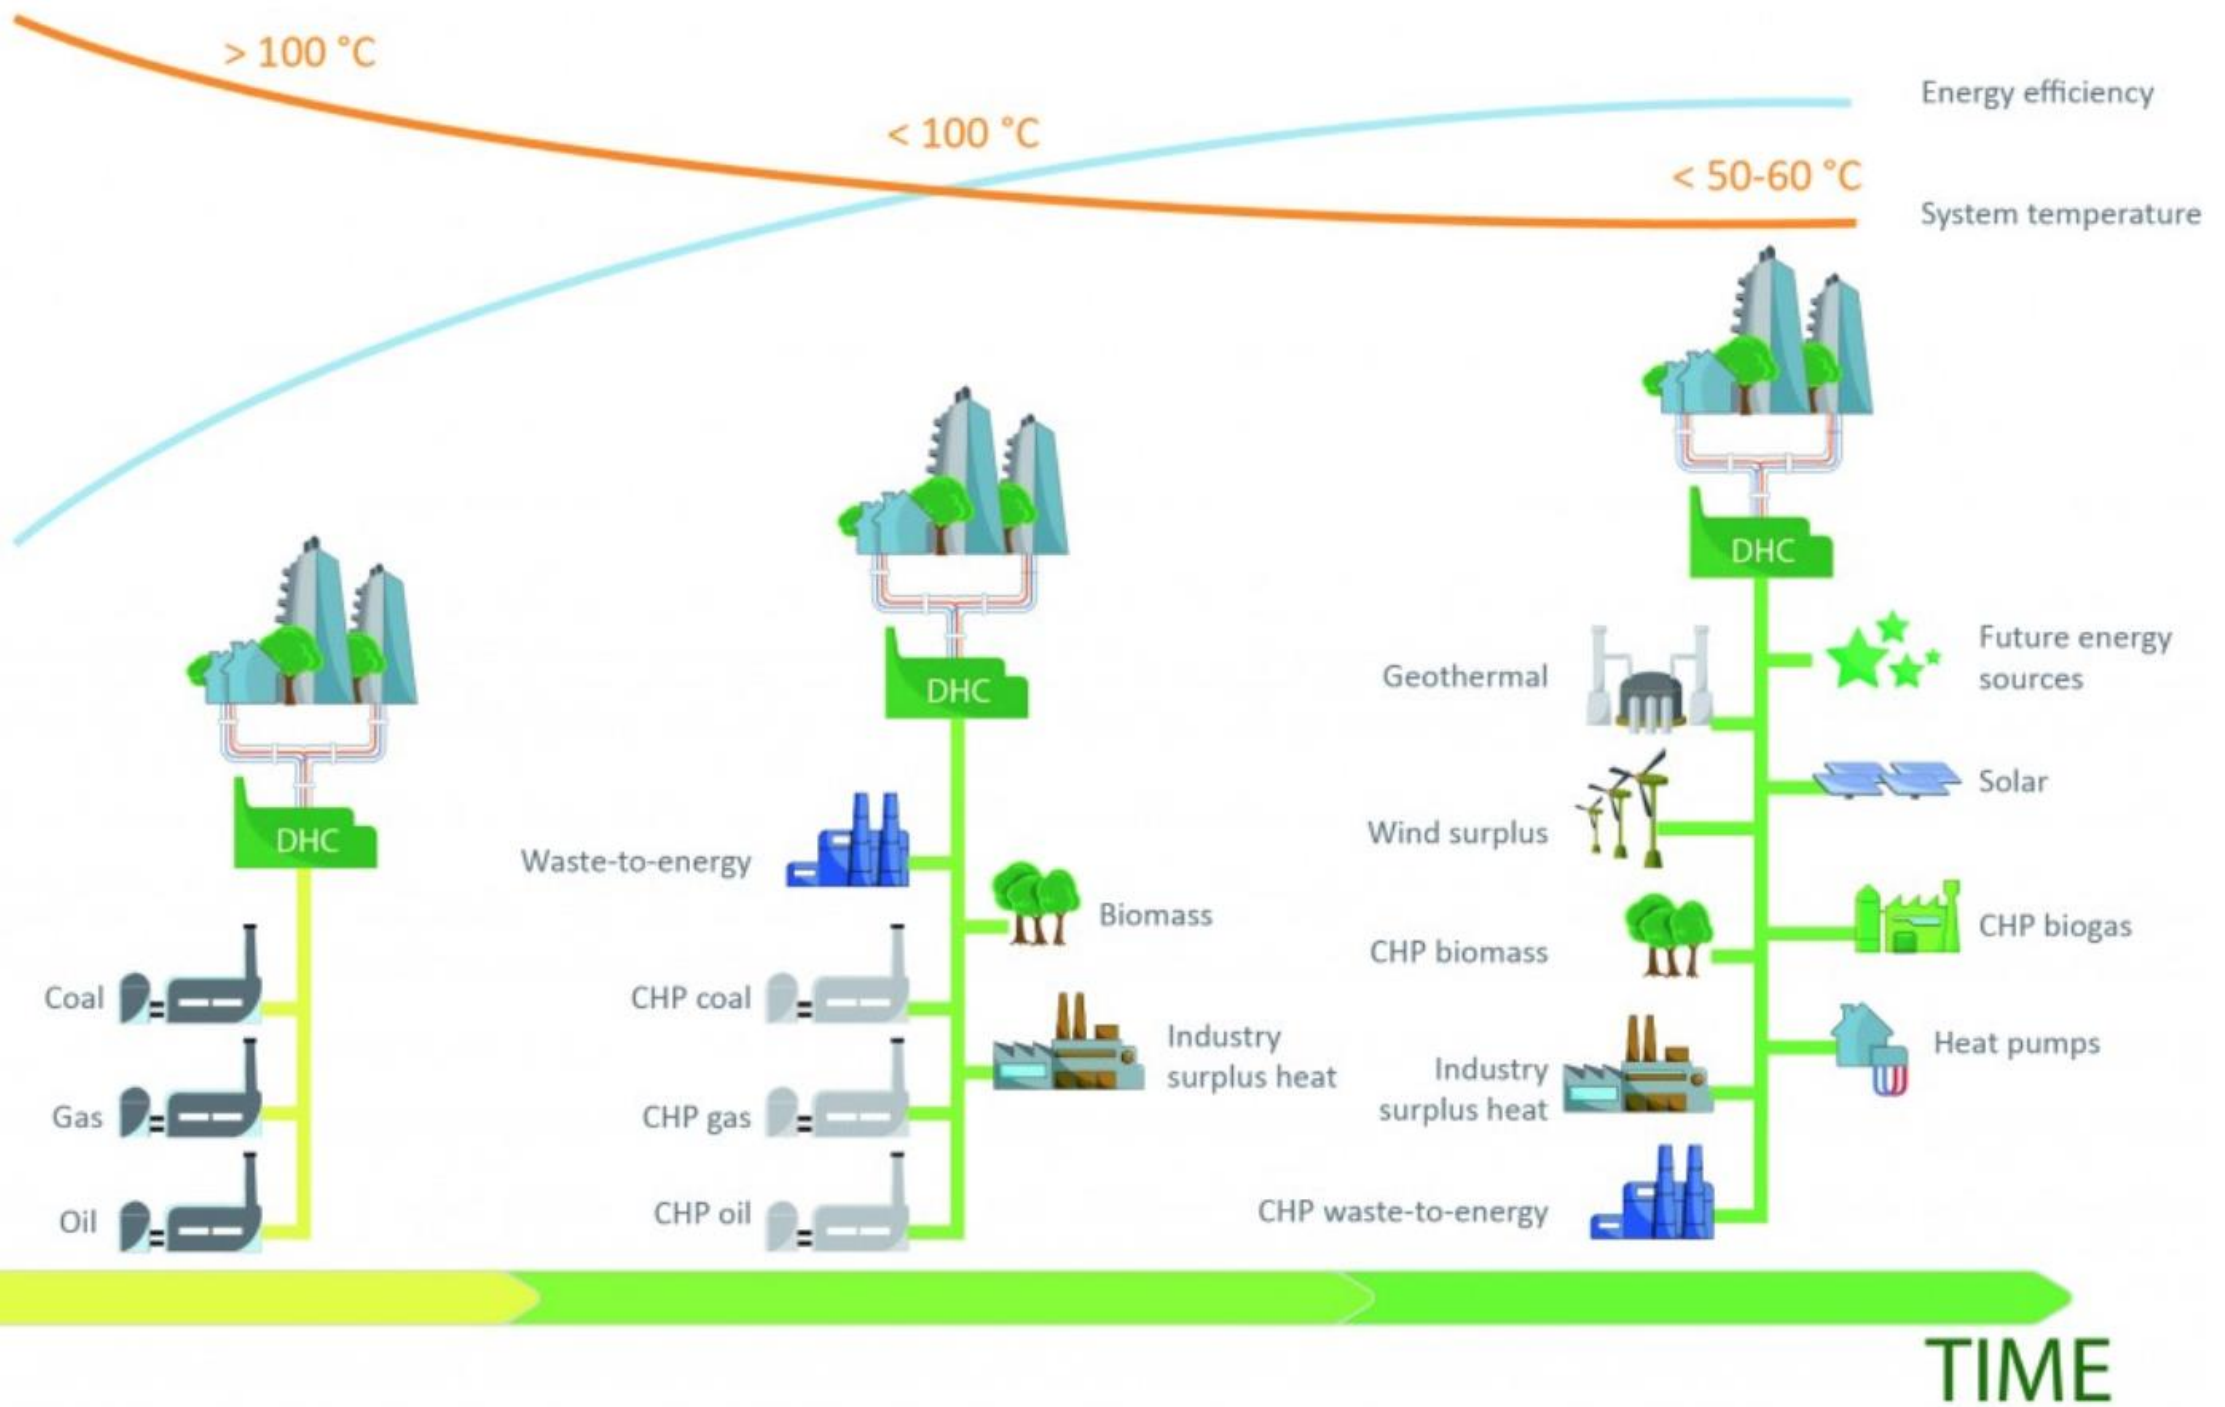 > 100 °C
< 100 °C
< 50-60 °C
Energy efficiency
System temperature
DHC
Coal
Gas
Oil
DHC
Waste-to-energy
Biomass
CHP coal
Industry
surplus heat
CHP gas
CHP oil
DHC
Future energy
sources
Geothermal
Solar
Wind surplus
CHP biogas
CHP biomass
Heat pumps
Industry
surplus heat
CHP waste-to-energy
TIME